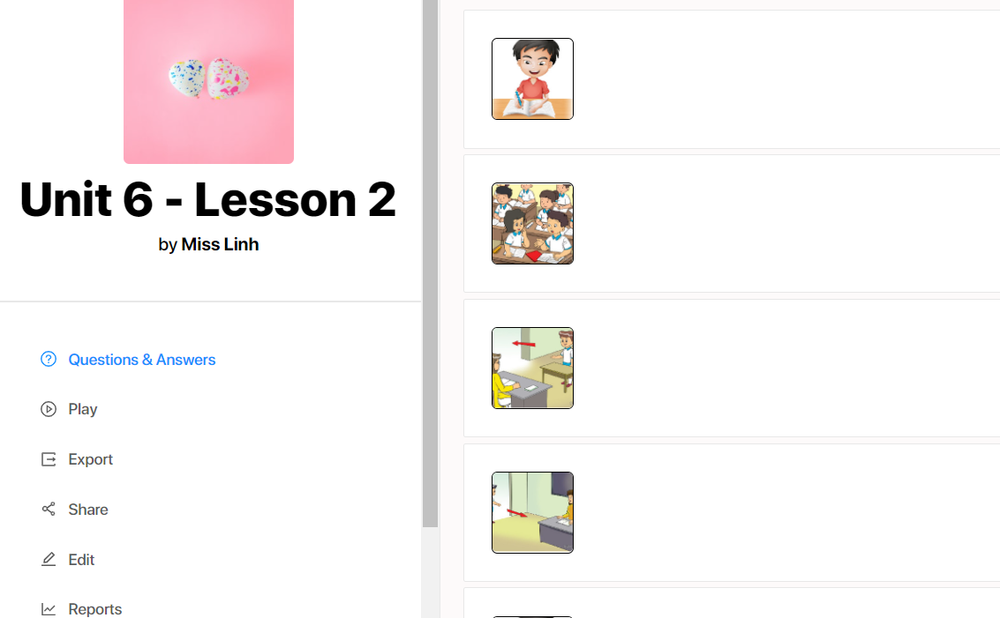 Unit 6 - Lesson 2
by Miss Linh
Questions & Answers
Play
Export
Share
Edit
Reports